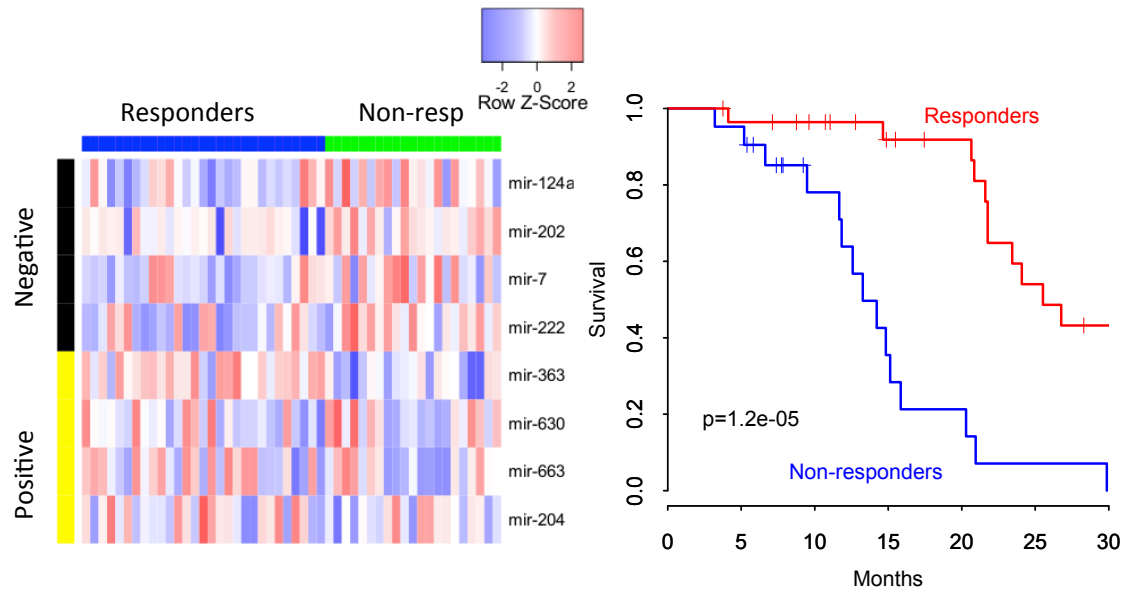 -2 0 2
Row Z-Score
Responders Non-resp
Negative
Positive
mir-124a
mir-202
mir-7
mir-222
mir-363
mir-630
mir-663
mir-204
Survival
1.0
0.8
0.6
0.4
0.2
0.0
Responders
p=1.2e-05
Non-responders
0 5 10 15 20 25 30
Months